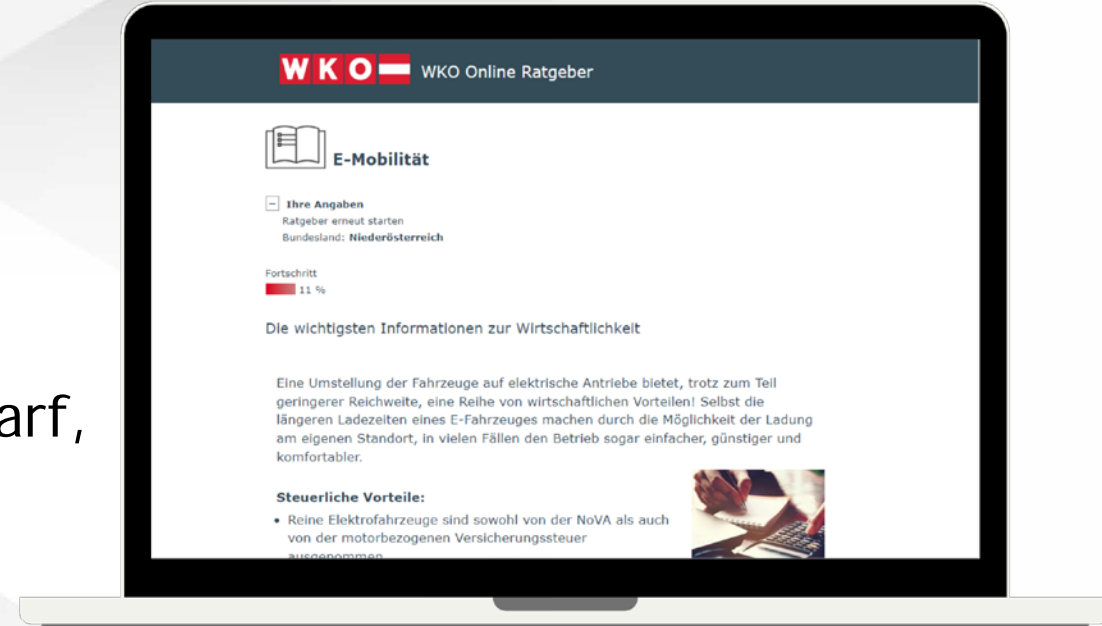 WKO WKO Online Ratgeber
E-Mobilität
Ihre Angaben
Ratgeber erneut starten
Bundesland: Niederösterreich
Fortschritt
11 %
Die wichtigsten Informationen zur Wirtschaftlichkeit
arf,
Eine Umstellung der Fahrzeuge auf elektrische Antriebe bietet, trotz zum Teil
geringerer Reichweite, eine Reihe von wirtschaftlichen Vorteilen! Selbst die
längeren Ladezeiten eines E-Fahrzeuges machen durch die Möglichkeit der Ladung
am eigenen Standort, in vielen Fällen den Betrieb sogar einfacher, günstiger und
komfortabler.
Steuerliche Vorteile:
• Reine Elektrofahrzeuge sind sowohl von der NoVA als auch
von der motorbezogenen Versicherungssteuer
ausgenommen